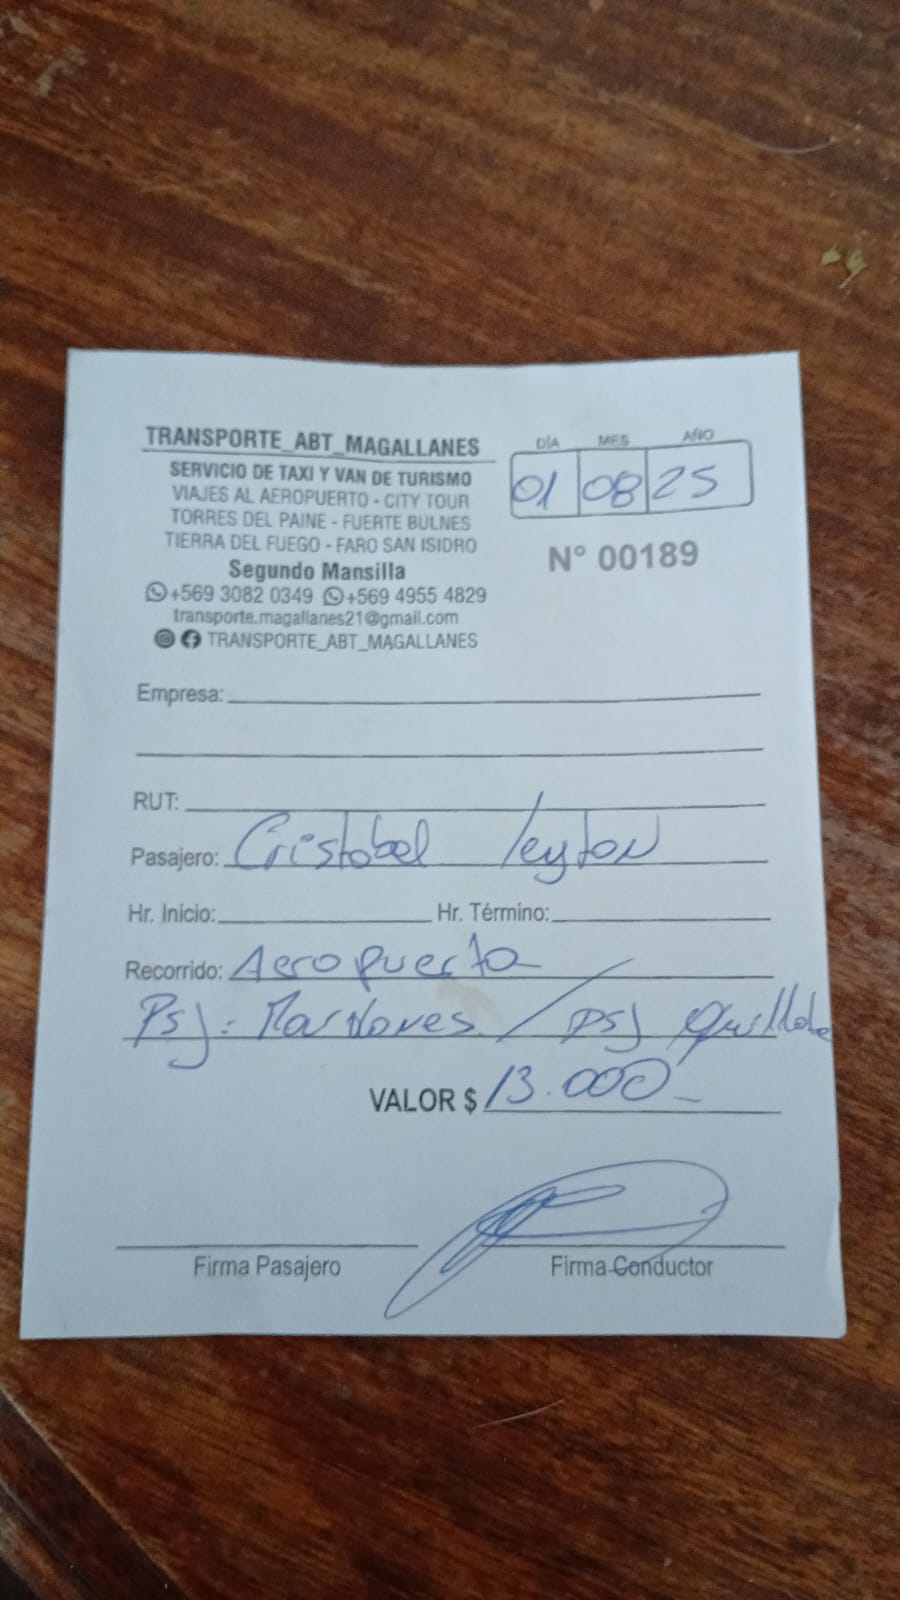 TRANSPORTE_ABT_MAGALLANES
SERVICIO DE TAXI Y VAN DE TURISMO
VIAJES AL AEROPUERTO - CITY TOUR
TORRES DEL PAINE - FUERTE BULNES
TIERRA DEL FUEGO - FARO SAN ISIDRO
Segundo Mansilla
+569 3082 0349 +569 4955 4829
transporte.magallanes21@gmail.com
TRANSPORTE_ABT_MAGALLANES
DÍA MES AÑO
01 08 25
N° 00189
Empresa:
RUT:
Pasajero: Cristobal Leyton
Hr. Inicio: Hr. Término:
Recorrido: Aeropuerto
Psj: Mardones / Psj
VALOR $ 13.000
Firma Pasajero Firma Conductor